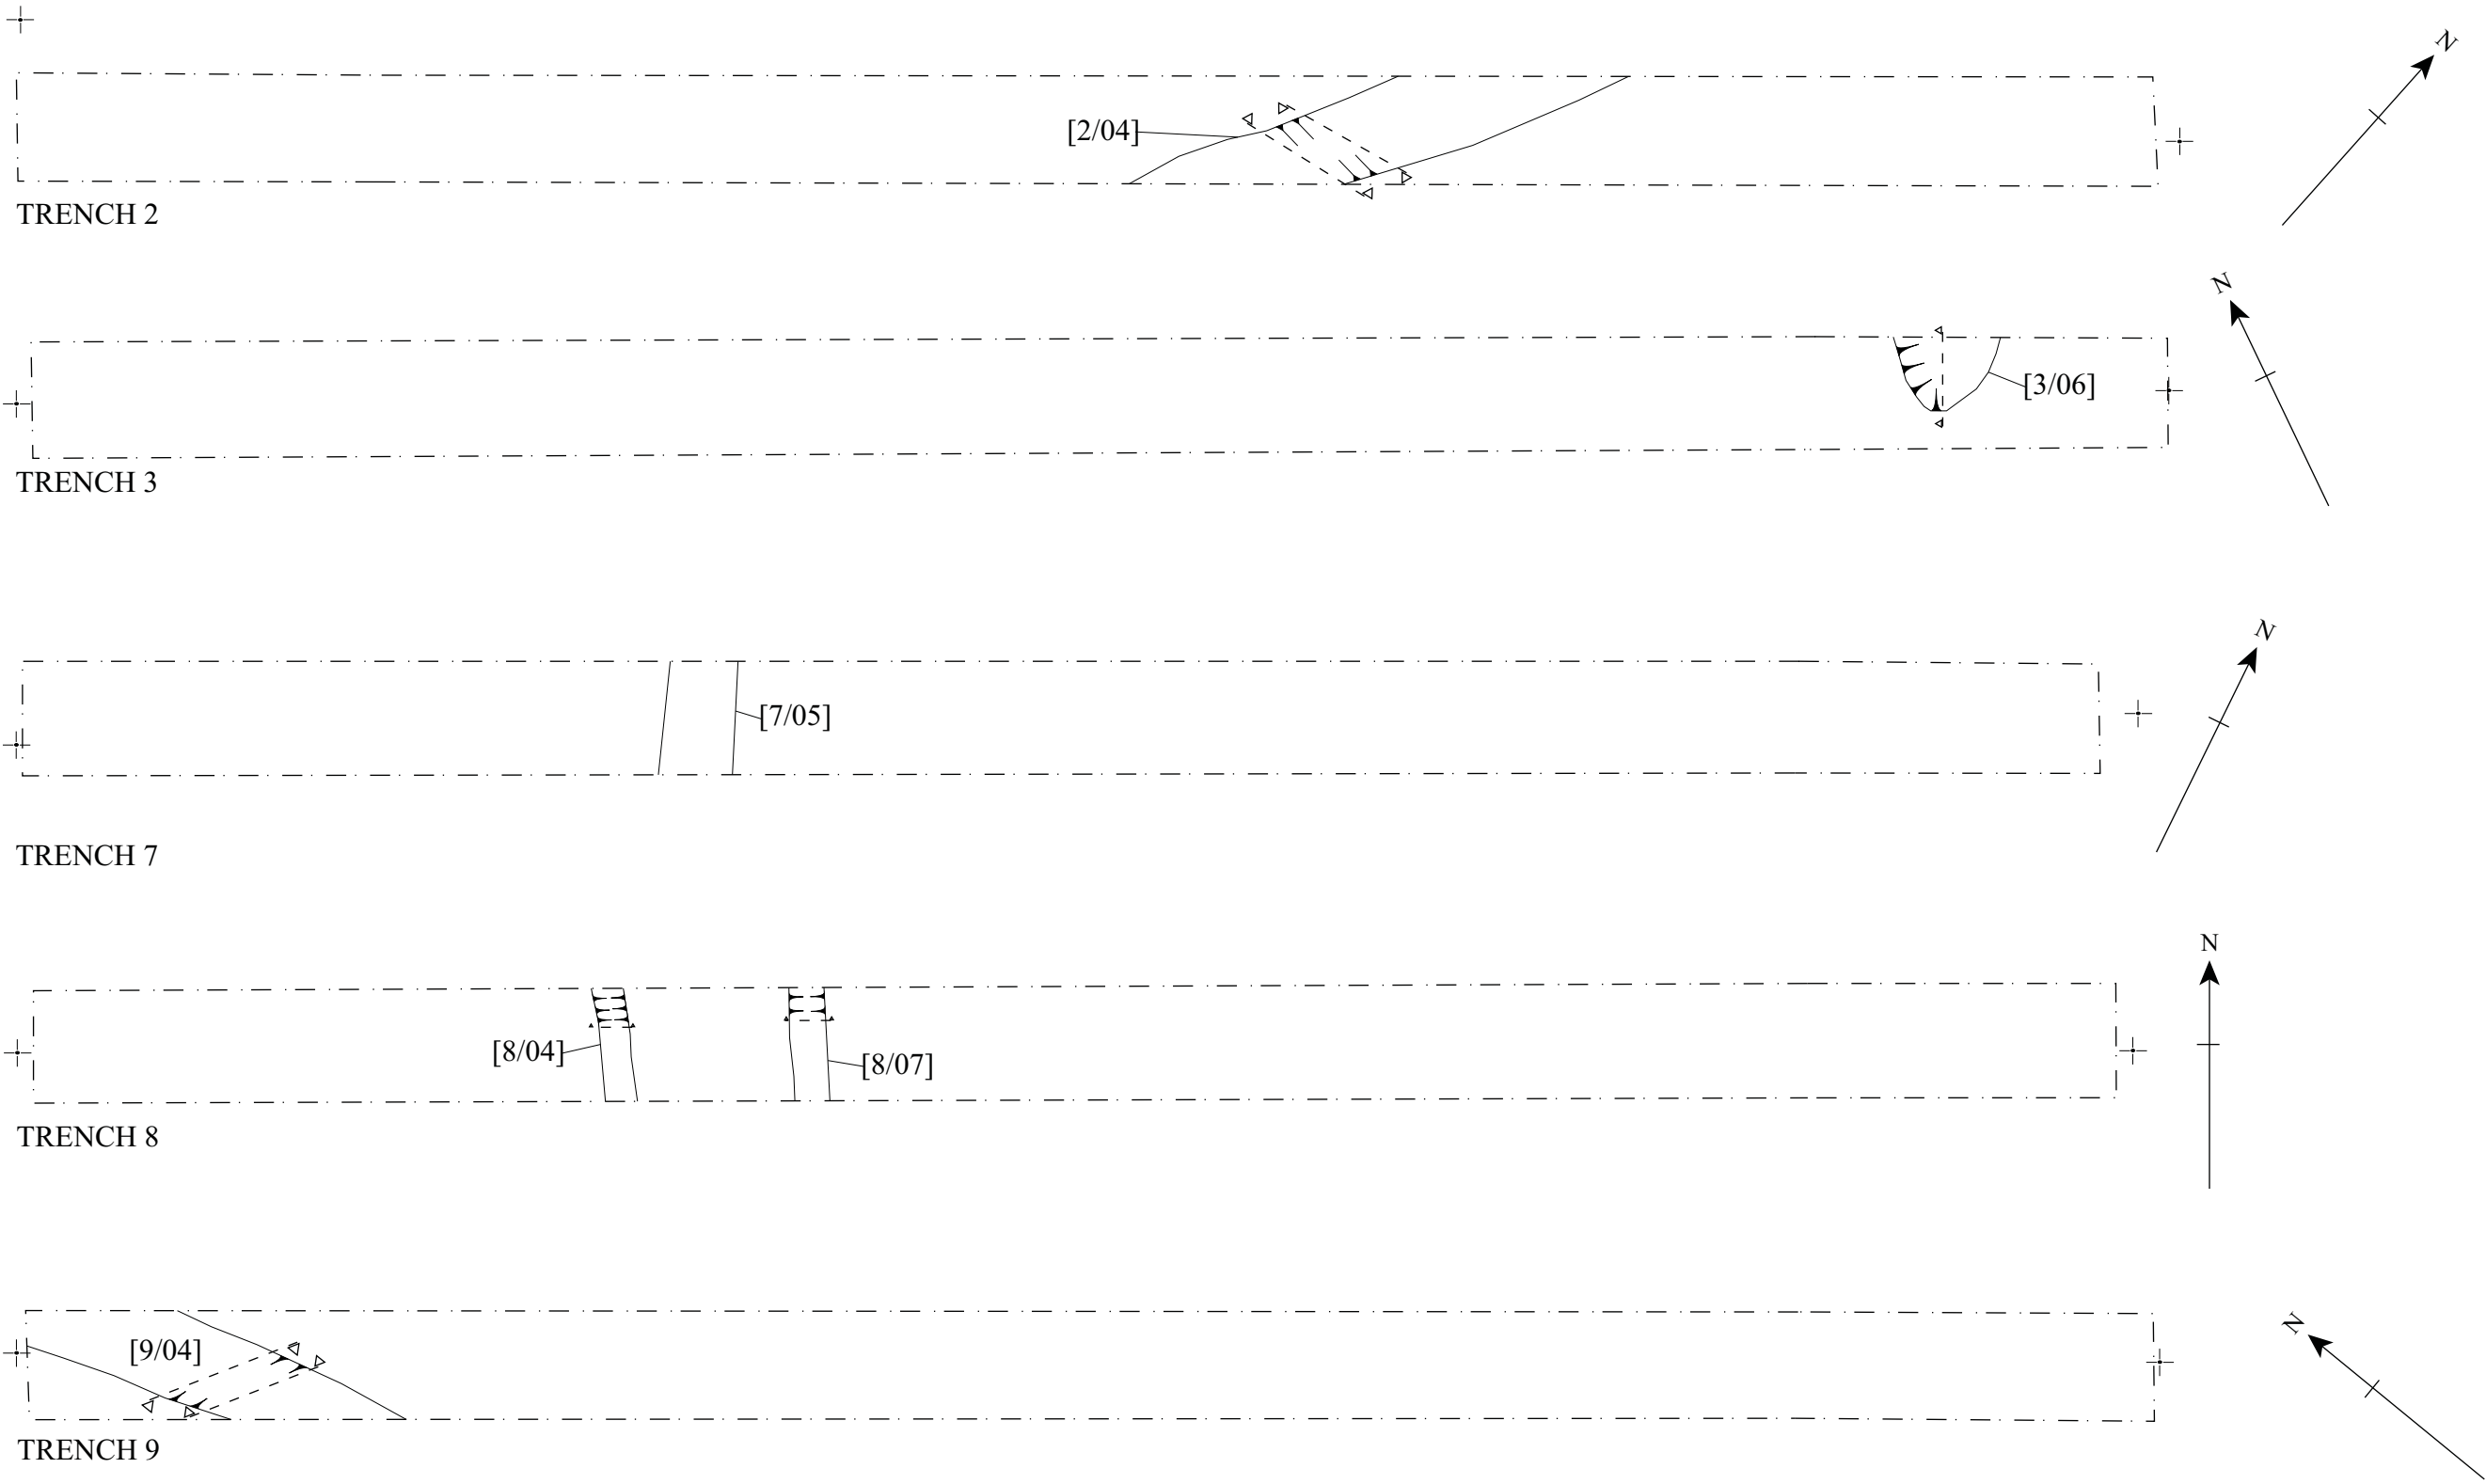 N
[2/04]
TRENCH 2
N
[3/06]
TRENCH 3
N
[7/05]
TRENCH 7
N
[8/04]
[8/07]
TRENCH 8
N
[9/04]
TRENCH 9